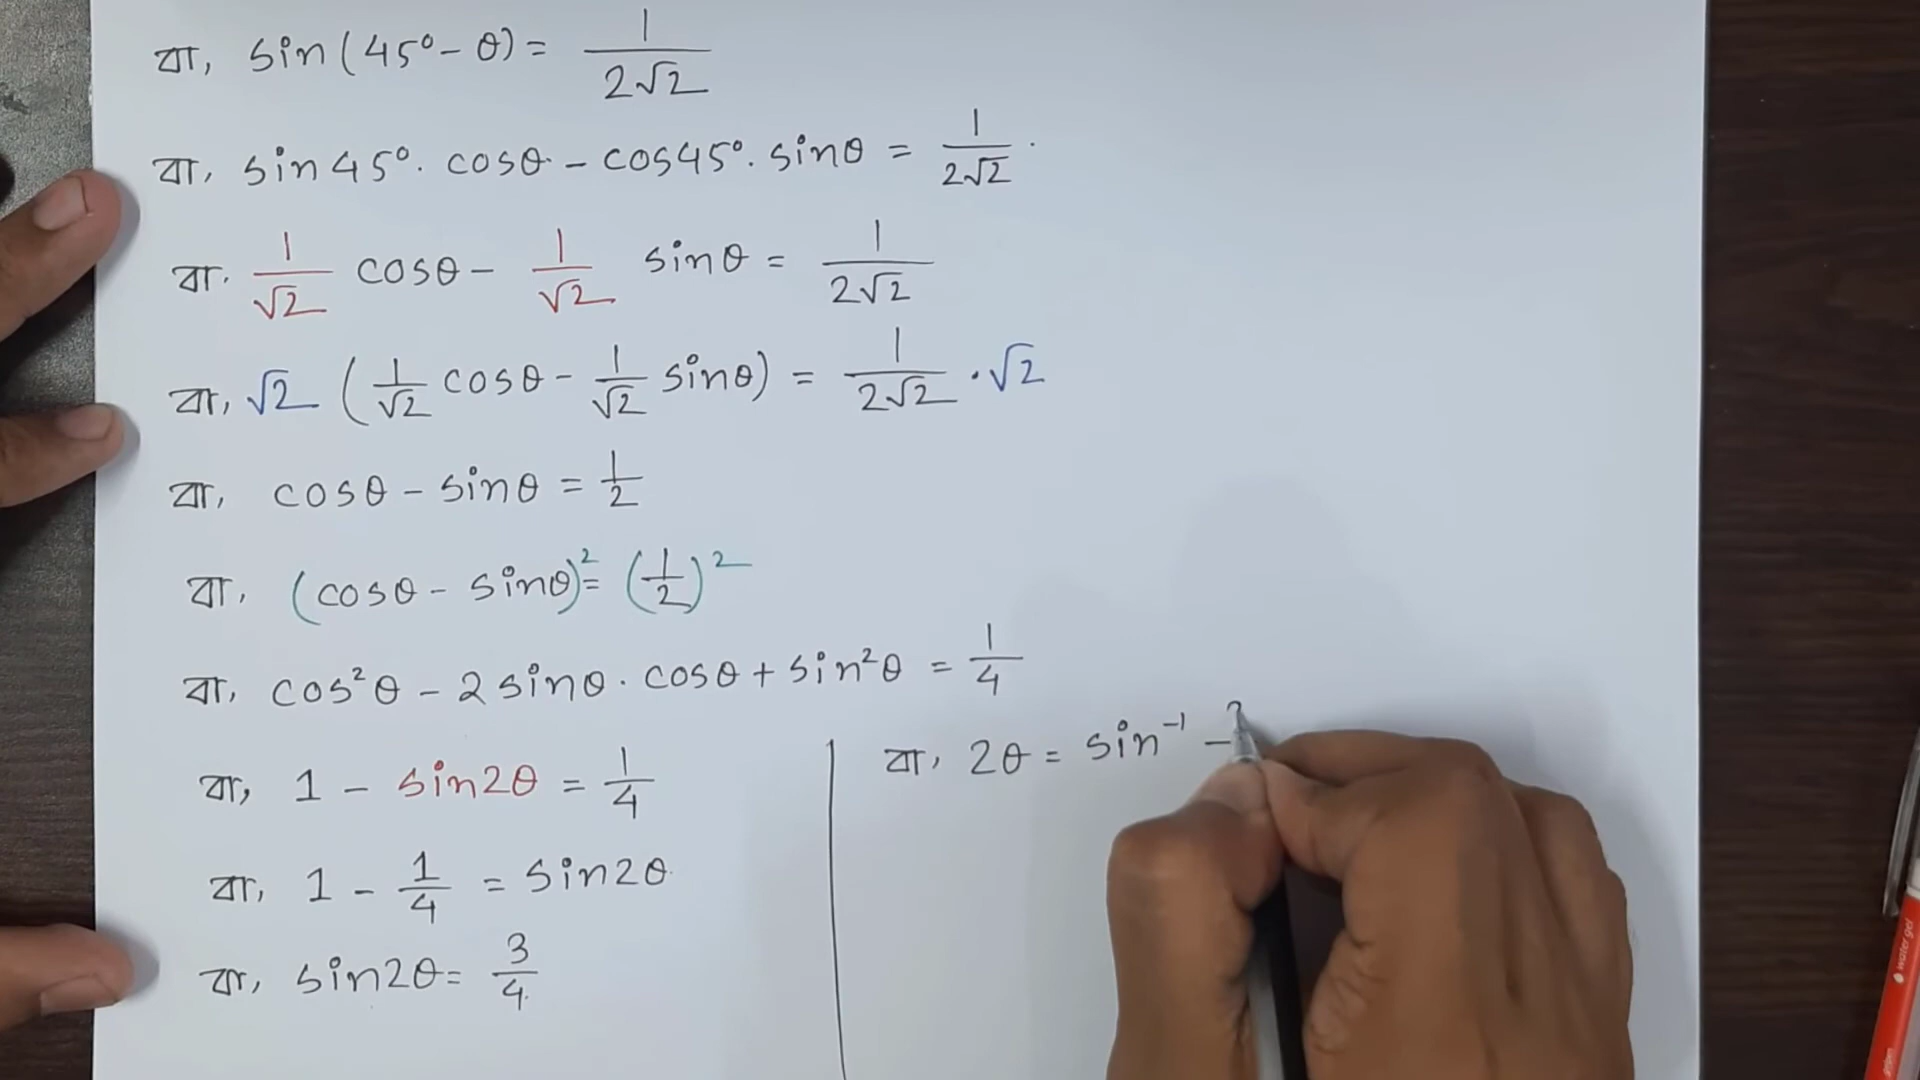 বা, sin(45° - θ) = 1/(2√2)
বা, sin45°. cosθ - cos45°. sinθ = 1/(2√2)
বা. 1/√2 cosθ - 1/√2 sinθ = 1/(2√2)
বা, √2 (1/√2 cosθ - 1/√2 sinθ) = 1/(2√2) · √2
বা, cosθ - sinθ = 1/2
বা, (cosθ - sinθ)² = (1/2)²
বা, cos²θ - 2 sinθ . cosθ + sin²θ = 1/4
বা, 1 - sin2θ = 1/4
বা, 1 - 1/4 = sin2θ
বা, sin2θ = 3/4
বা, 2θ = sin⁻¹
water gel